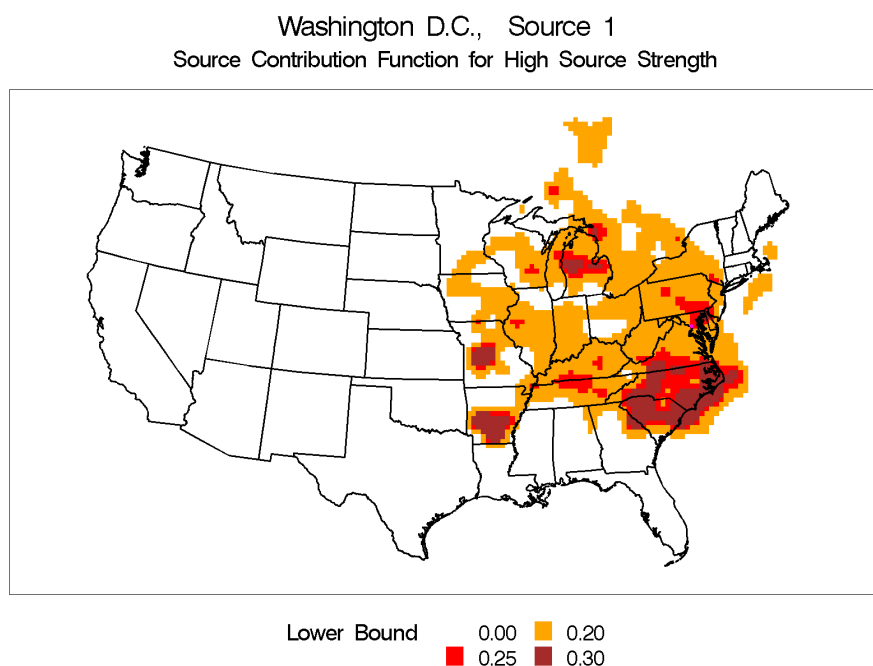 Washington D.C., Source 1
Source Contribution Function for High Source Strength
Lower Bound 0.00 0.20
0.25 0.30